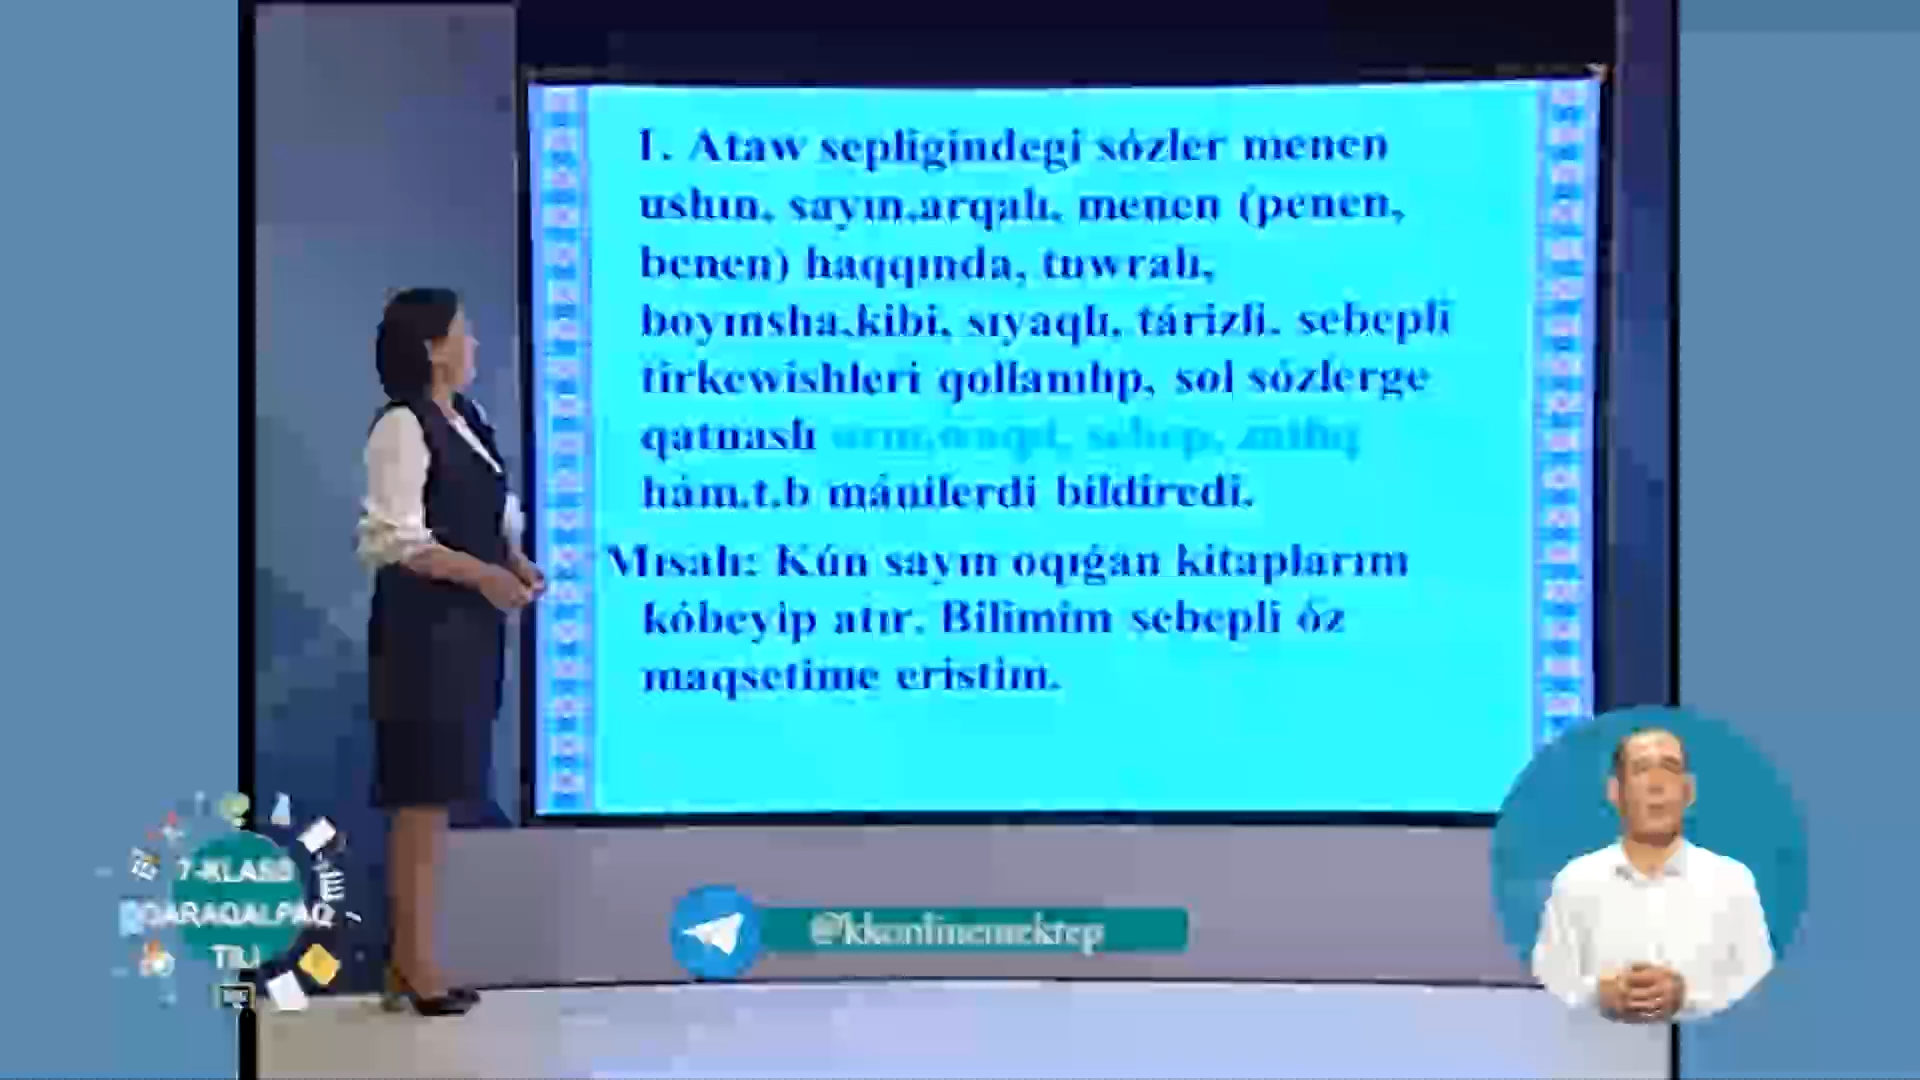 I. Ataw sepligindegi sózler menen
ushın, sayın,arqalı, menen (penen,
benen) haqqında, tuwralı,
boyınsha,kibi, sıyaqlı, tárizli, sebepli
tirkewishleri qollanılıp, sol sózlerge
qatnaslı sebep,
hám.t.b mánilerdi bildiredi.
Mısalı: Kún sayın oqıǵan kitaplarım
kóbeyip atır. Bilimim sebepli óz
maqsetime eristim.
7-KLASS
QARAQALPAQ
TILI
@kkonlinemektep